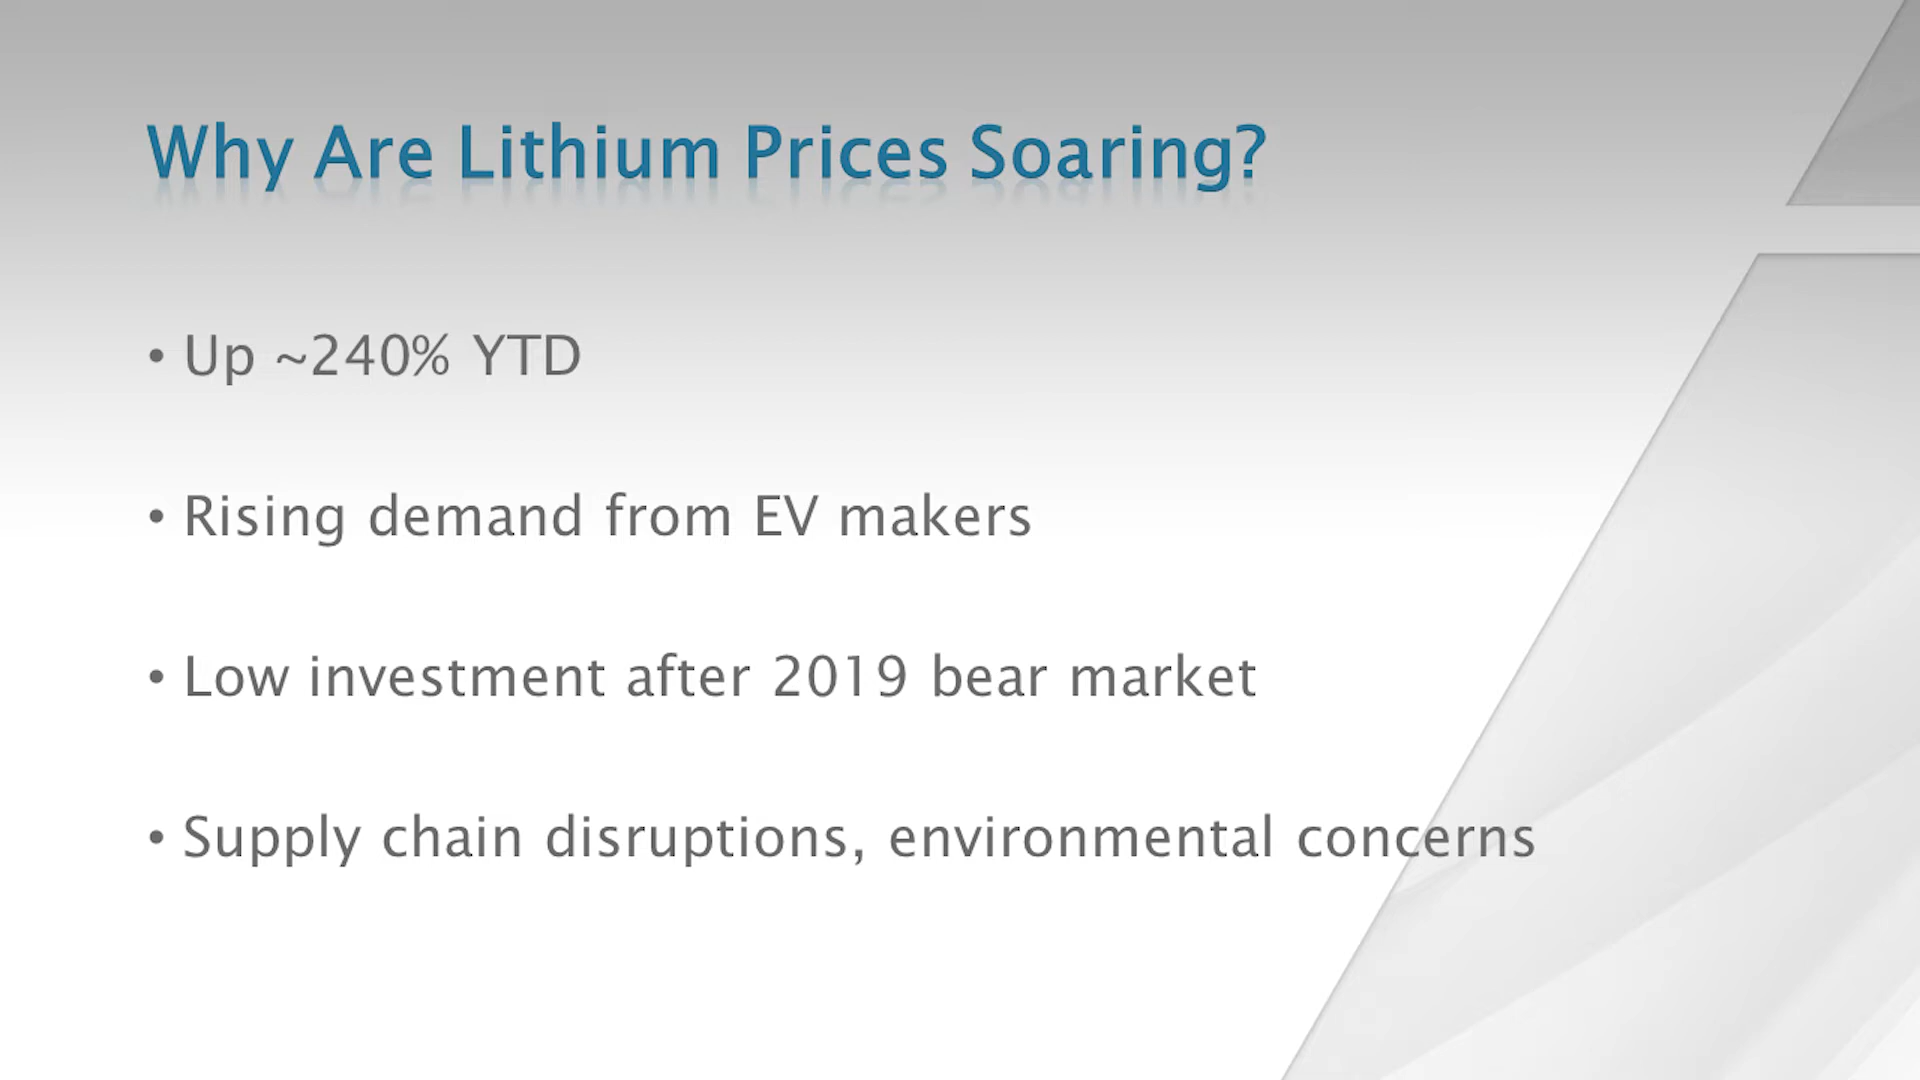 Why Are Lithium Prices Soaring?
• Up ~240% YTD
• Rising demand from EV makers
• Low investment after 2019 bear market
• Supply chain disruptions, environmental concerns